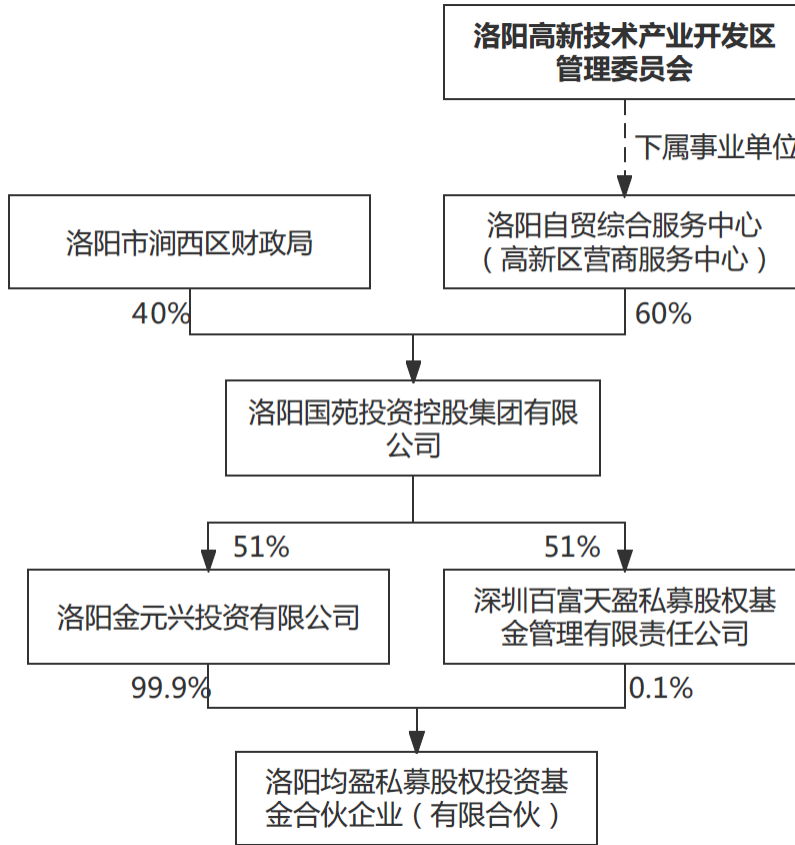 洛阳高新技术产业开发区
管理委员会
下属事业单位
洛阳市涧西区财政局
洛阳自贸综合服务中心
（高新区营商服务中心）
40%
60%
洛阳国苑投资控股集团有限
公司
51%
51%
洛阳金元兴投资有限公司
深圳百富天盈私募股权基
金管理有限责任公司
99.9%
0.1%
洛阳均盈私募股权投资基
金合伙企业（有限合伙）